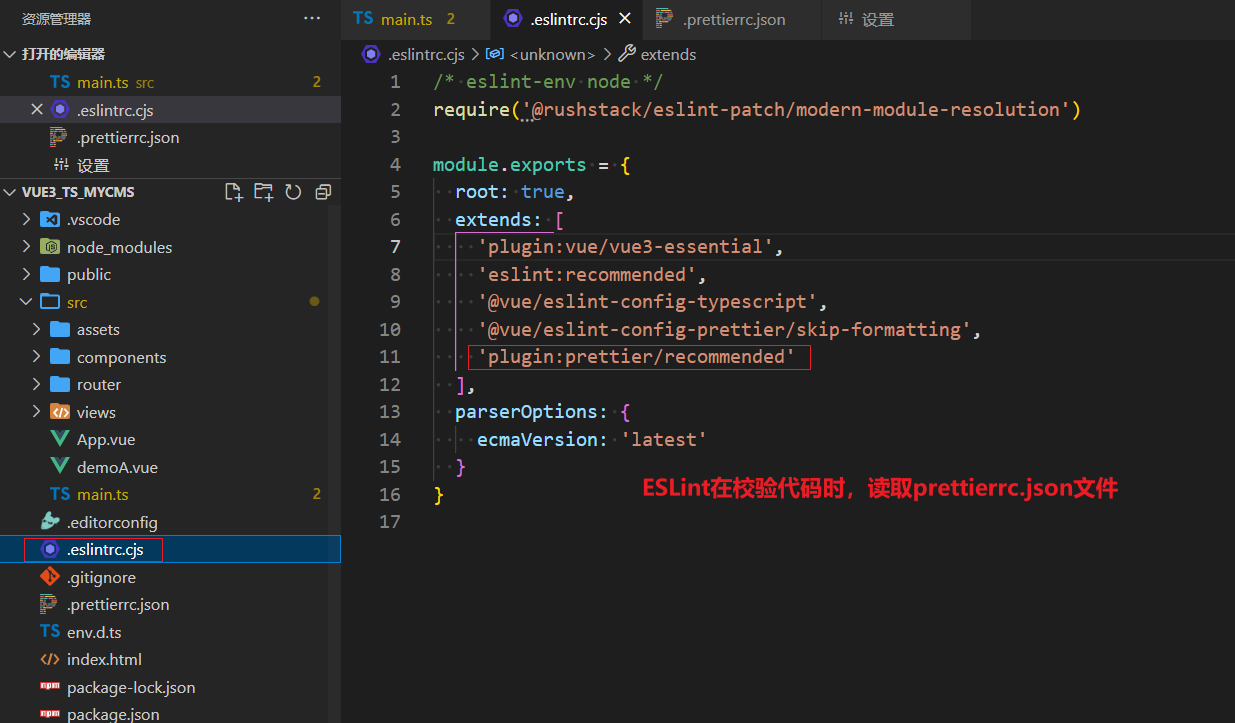 资源管理器 ···
打开的编辑器
TS main.ts src 2
.eslintrc.cjs
.prettierrc.json
设置
VUE3_TS_MYCMS
.vscode
node_modules
public
src
assets
components
router
views
App.vue
demoA.vue
TS main.ts 2
.editorconfig
.eslintrc.cjs
.gitignore
.prettierrc.json
TS env.d.ts
index.html
package-lock.json
package.json
TS main.ts 2 .eslintrc.cjs .prettierrc.json 设置
.eslintrc.cjs > <unknown> > extends
1 /* eslint-env node */
2 require('@rushstack/eslint-patch/modern-module-resolution')
3
4 module.exports = {
5 root: true,
6 extends: [
7 'plugin:vue/vue3-essential',
8 'eslint:recommended',
9 '@vue/eslint-config-typescript',
10 '@vue/eslint-config-prettier/skip-formatting',
11 'plugin:prettier/recommended'
12 ],
13 parserOptions: {
14 ecmaVersion: 'latest'
15 }
16 }
17
ESLint在校验代码时，读取prettierrc.json文件